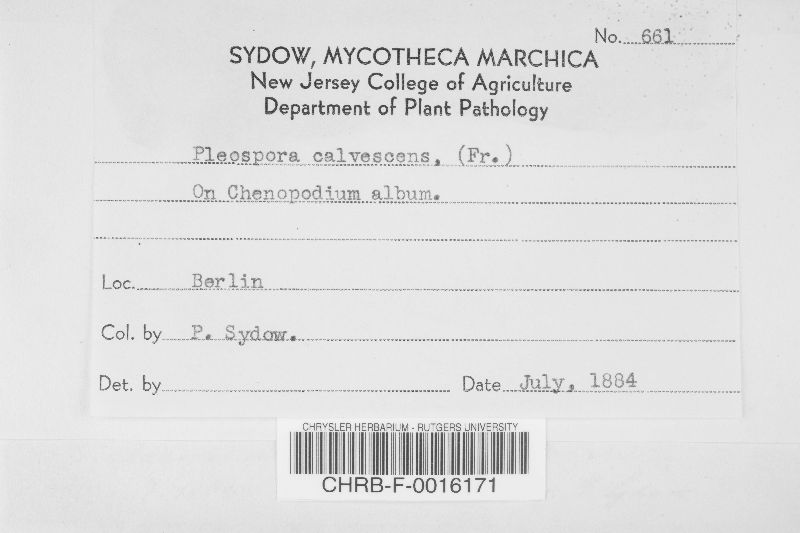 No. 661
SYDOW, MYCOTHECA MARCHICA
New Jersey College of Agriculture
Department of Plant Pathology
Pleospora calvescens, (Fr.)
On Chenopodium album.
Loc. Berlin
Col. by P. Sydow.
Det. by
Date July, 1884
CHRYSLER HERBARIUM - RUTGERS UNIVERSITY
CHRB-F-0016171